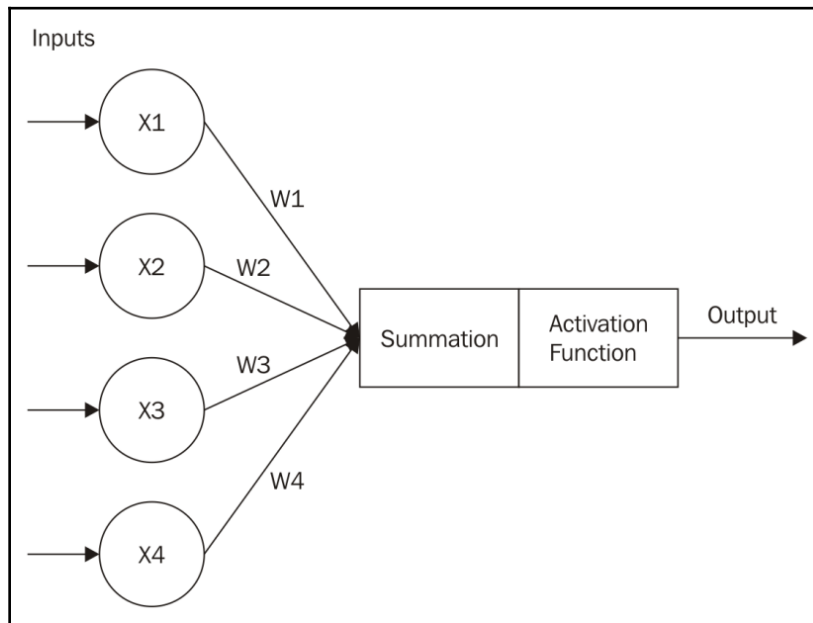 Inputs
X1
W1
X2
W2
Summation
Activation
Function
Output
W3
X3
W4
X4